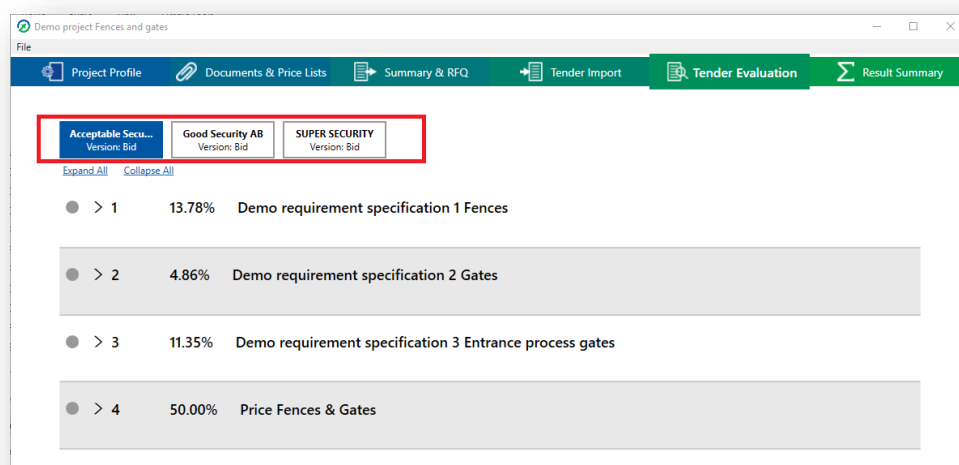 Demo project Fences and gates
File
Project Profile
Documents & Price Lists
Summary & RFQ
Tender Import
Tender Evaluation
Result Summary
Acceptable Secu...
Version: Bid
Good Security AB
Version: Bid
SUPER SECURITY
Version: Bid
Expand All Collapse All
1 13.78% Demo requirement specification 1 Fences
2 4.86% Demo requirement specification 2 Gates
3 11.35% Demo requirement specification 3 Entrance process gates
4 50.00% Price Fences & Gates